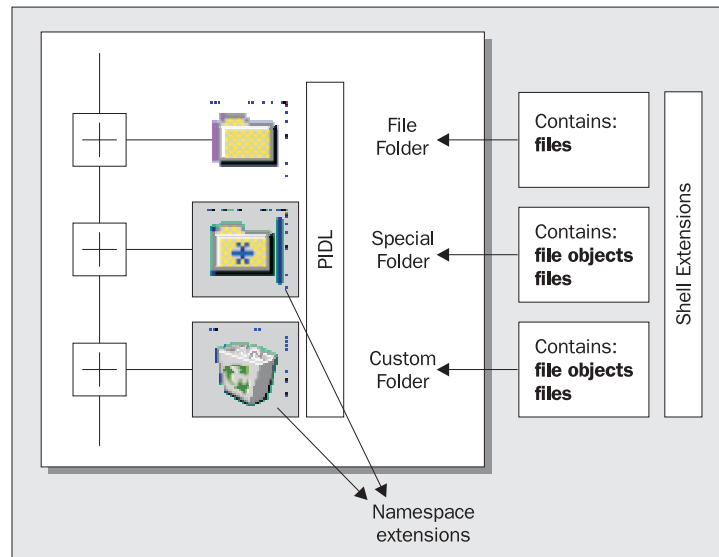 File
Folder
Contains:
files
Special
Folder
Contains:
file objects
files
Custom
Folder
Contains:
file objects
files
PIDL
Shell Extensions
Namespace
extensions